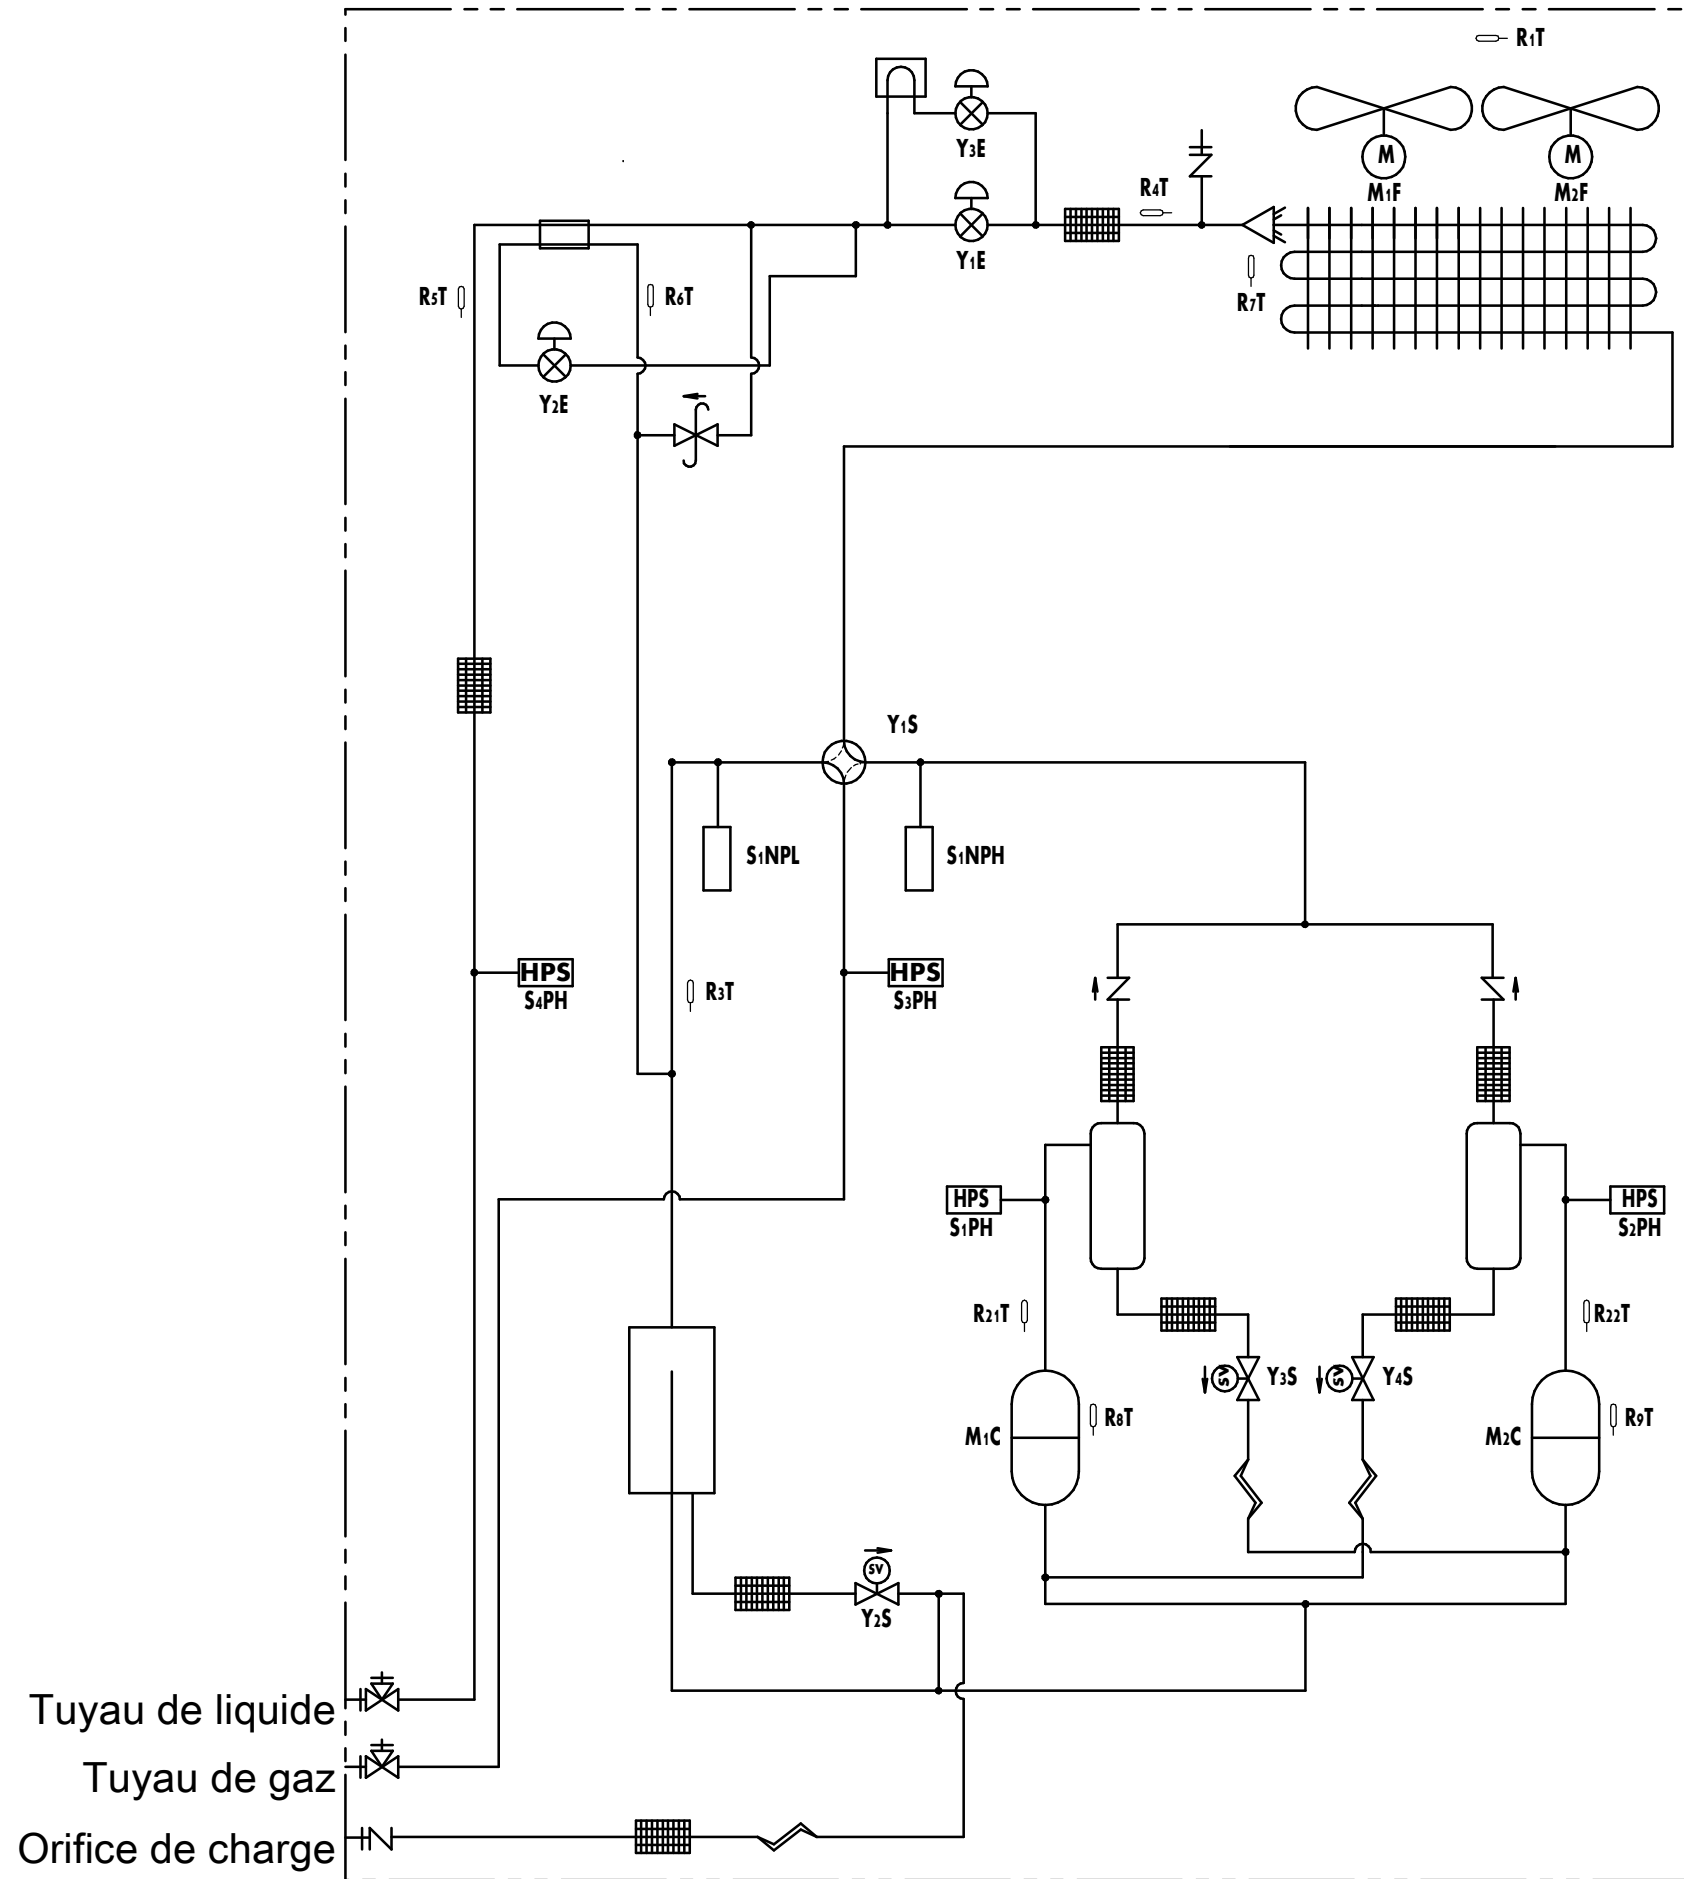 R1T
M
M
M1F
M2F
Y3E
R4T
Y1E
R7T
R5T
R6T
Y2E
Y1S
S1NPL
S1NPH
HPS
S4PH
R3T
HPS
S3PH
HPS
S1PH
HPS
S2PH
R21T
R22T
SV
Y3S
SV
Y4S
R8T
R9T
M1C
M2C
SV
Y2S
Tuyau de liquide
Tuyau de gaz
Orifice de charge